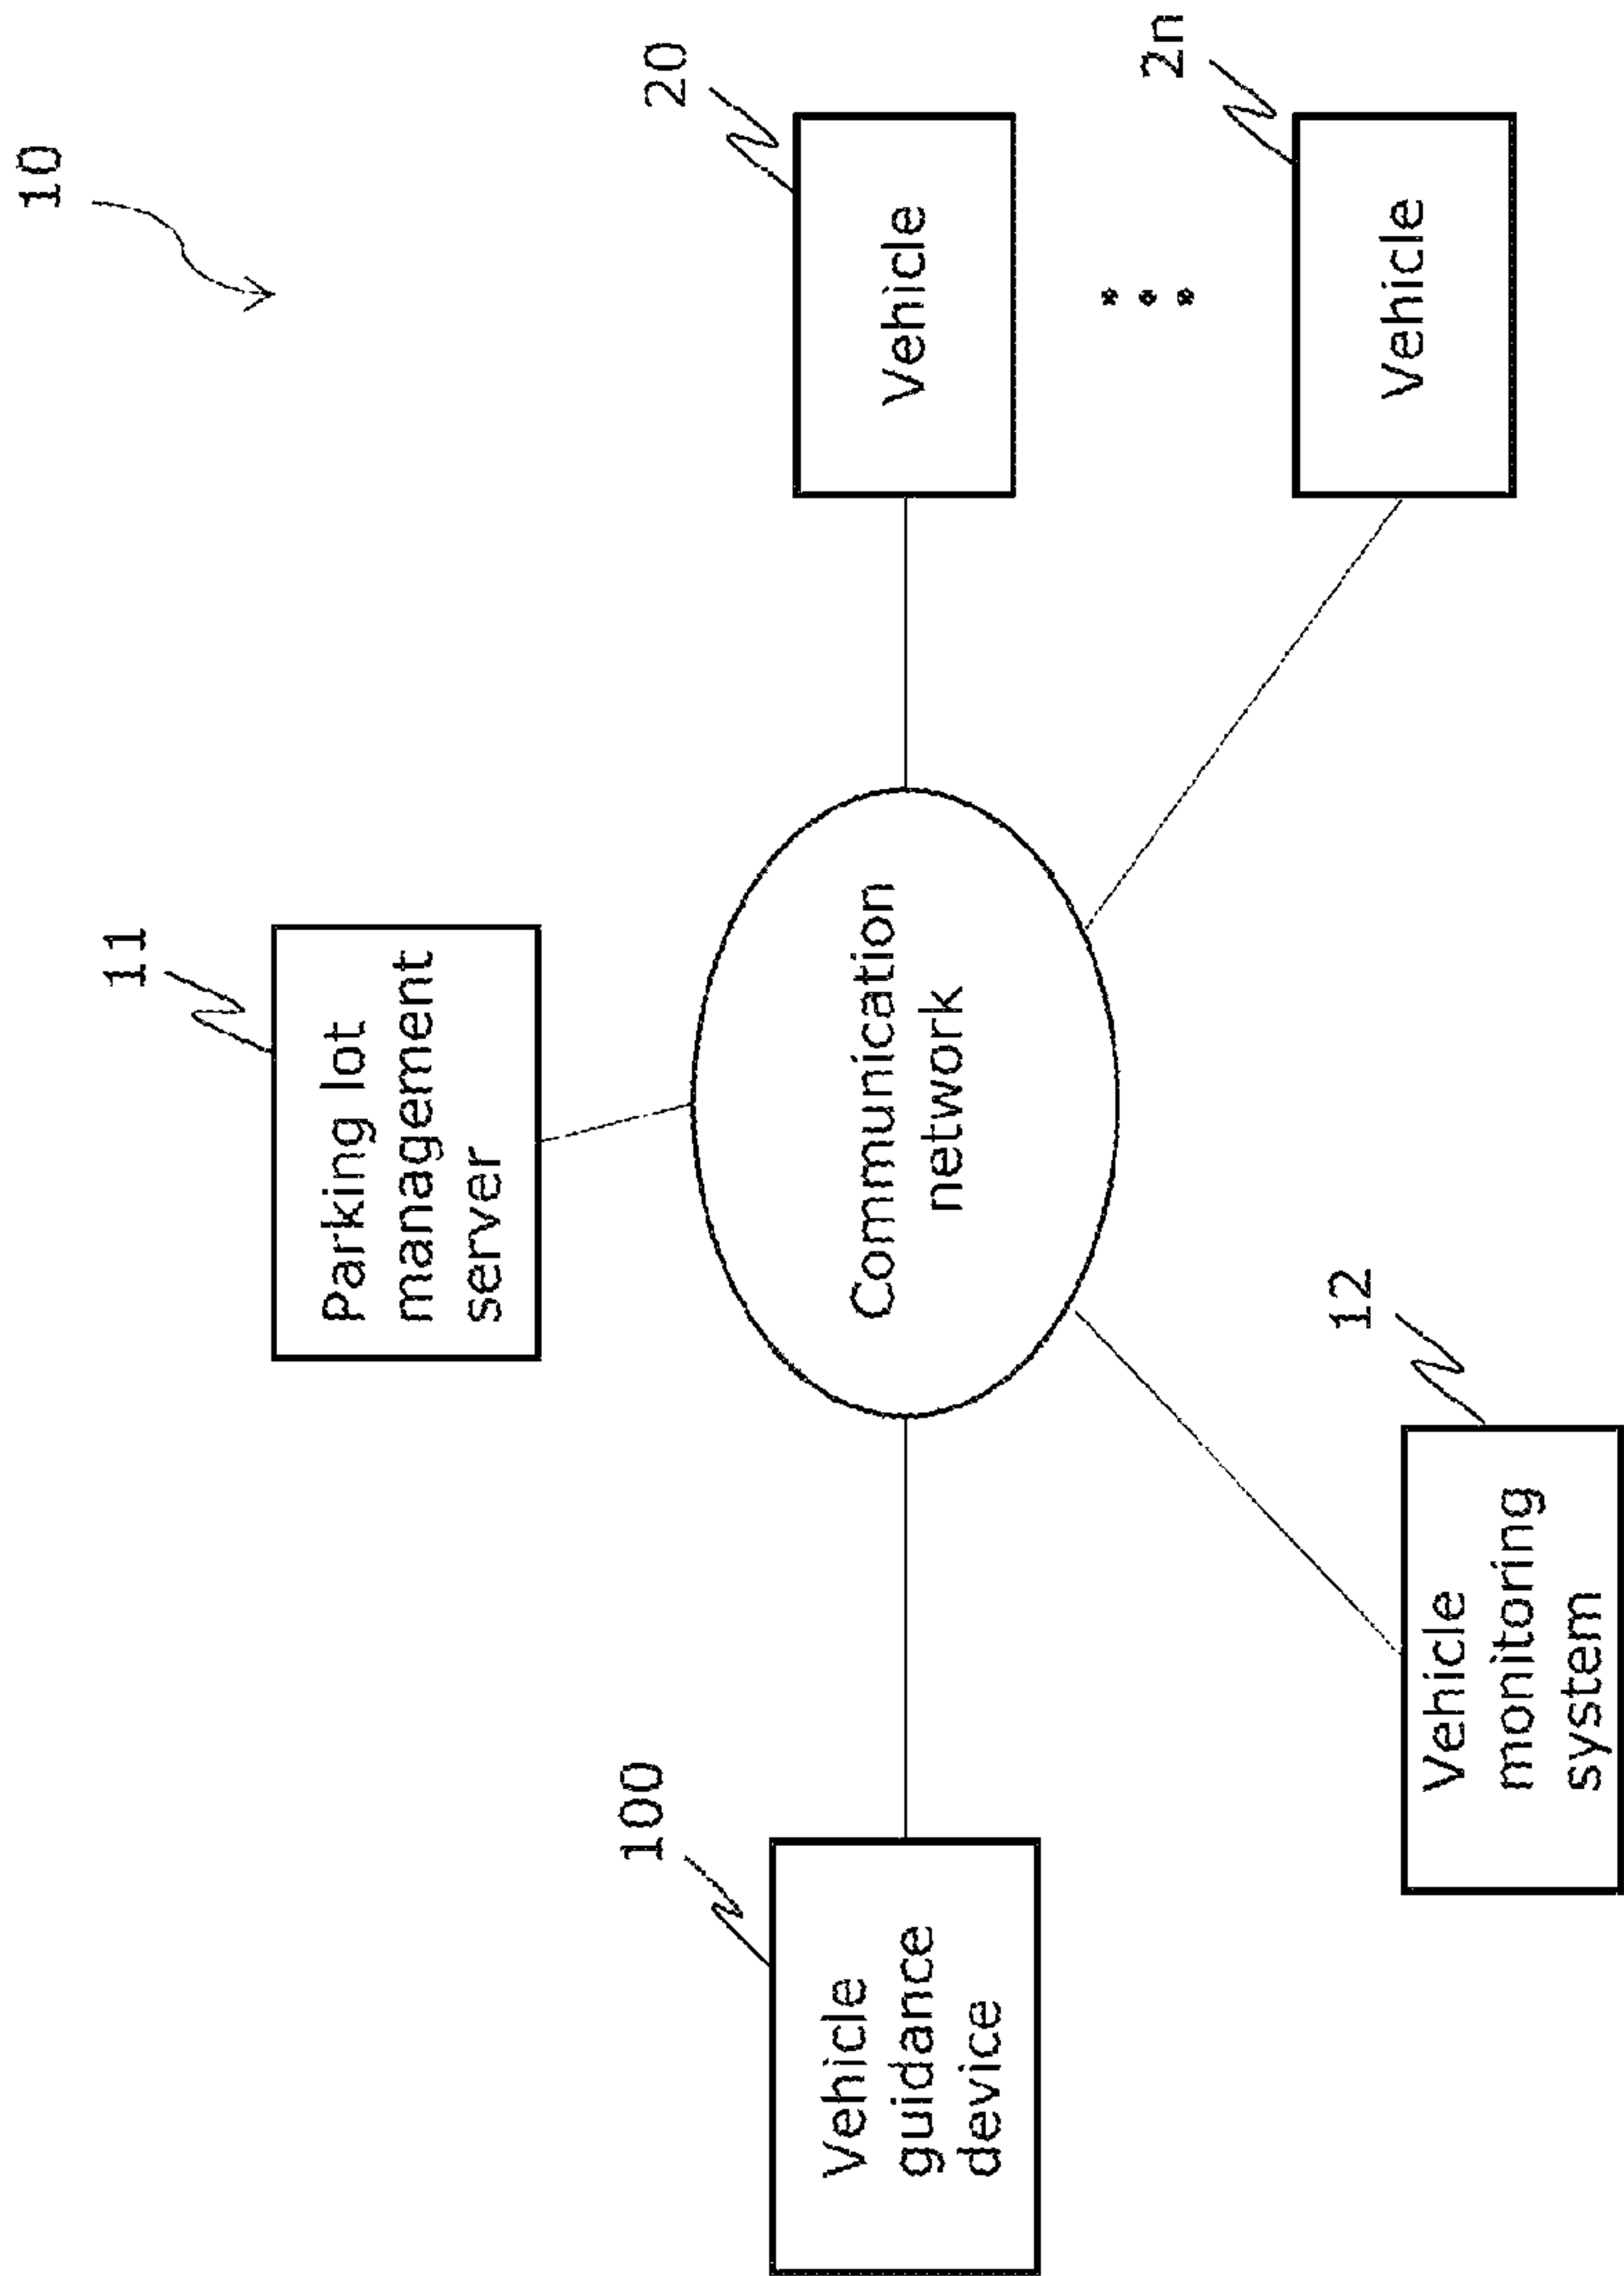 10
11
Parking lot
management
server
20
Vehicle
100
Vehicle
guidance
device
Communication
network
2n
Vehicle
12
Vehicle
monitoring
system